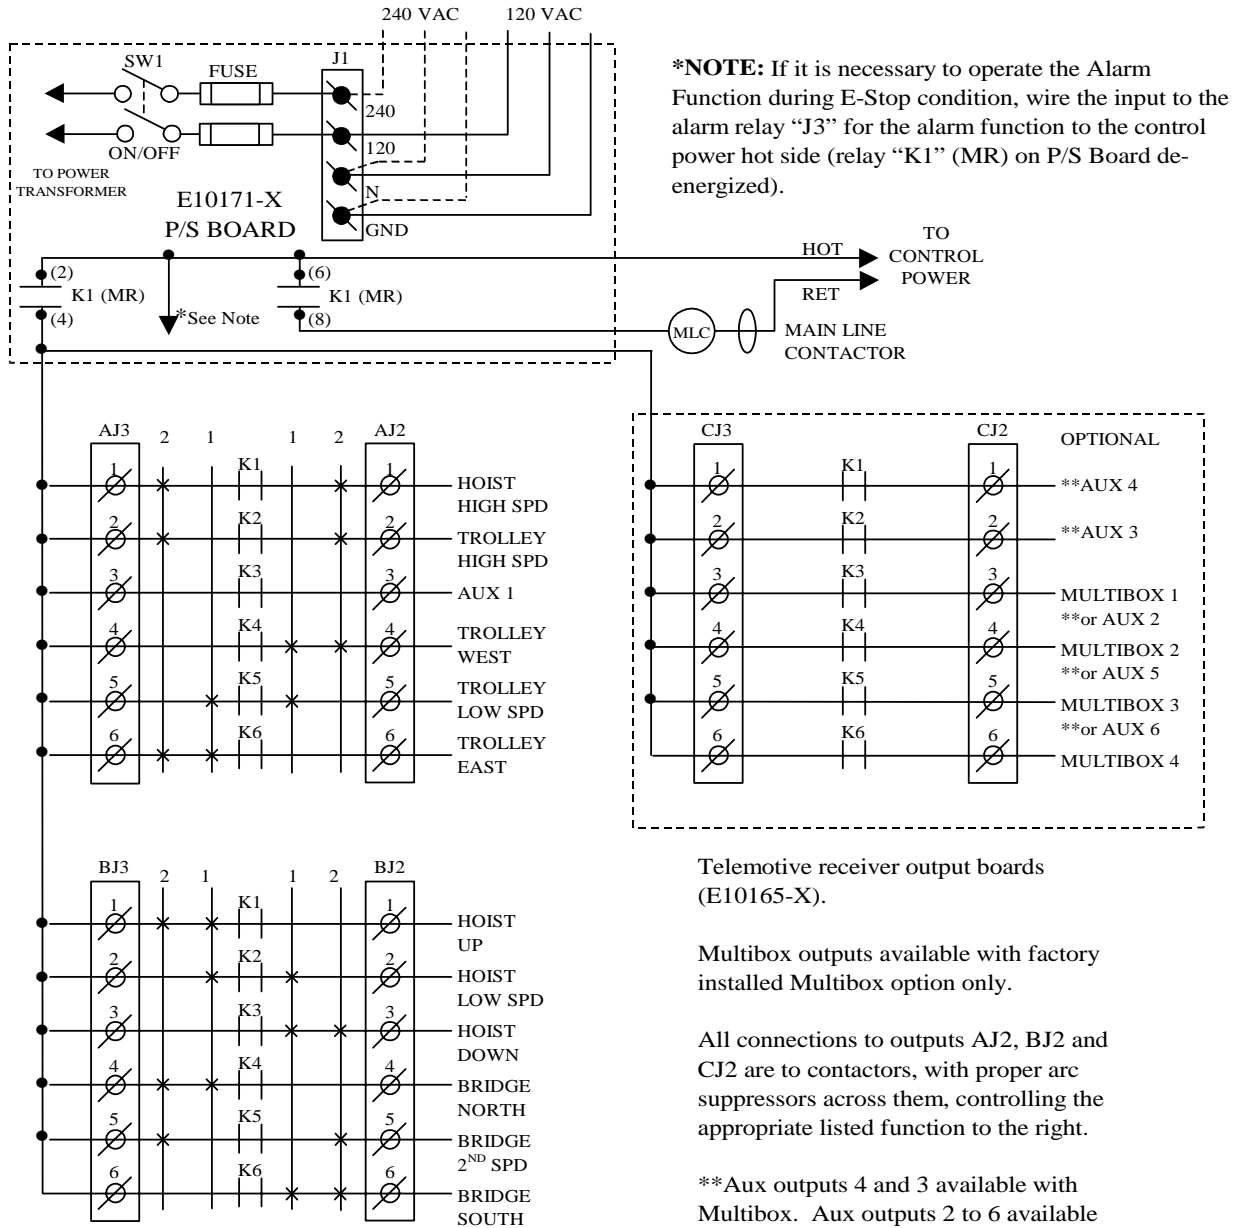 240 VAC 120 VAC
SW1
FUSE
J1
240
120
N
GND
ON/OFF
TO POWER
TRANSFORMER
E10171-X
P/S BOARD
*NOTE: If it is necessary to operate the Alarm
Function during E-Stop condition, wire the input to the
alarm relay “J3” for the alarm function to the control
power hot side (relay “K1” (MR) on P/S Board de-
energized).
(2)
K1 (MR)
(4)
*See Note
(6)
K1 (MR)
(8)
HOT
RET
TO
CONTROL
POWER
MLC
MAIN LINE
CONTACTOR
AJ3 2 1 1 2 AJ2
1 K1 1 HOIST
HIGH SPD
2 K2 2 TROLLEY
HIGH SPD
3 K3 3 AUX 1
4 K4 4 TROLLEY
WEST
5 K5 5 TROLLEY
LOW SPD
6 K6 6 TROLLEY
EAST
CJ3 CJ2 OPTIONAL
1 K1 1 **AUX 4
2 K2 2 **AUX 3
3 K3 3 MULTIBOX 1
**or AUX 2
4 K4 4 MULTIBOX 2
**or AUX 5
5 K5 5 MULTIBOX 3
**or AUX 6
6 K6 6 MULTIBOX 4
BJ3 2 1 1 2 BJ2
1 K1 1 HOIST
UP
2 K2 2 HOIST
LOW SPD
3 K3 3 HOIST
DOWN
4 K4 4 BRIDGE
NORTH
5 K5 5 BRIDGE
2ND SPD
6 K6 6 BRIDGE
SOUTH
Telemotive receiver output boards
(E10165-X).
Multibox outputs available with factory
installed Multibox option only.
All connections to outputs AJ2, BJ2 and
CJ2 are to contactors, with proper arc
suppressors across them, controlling the
appropriate listed function to the right.
**Aux outputs 4 and 3 available with
Multibox. Aux outputs 2 to 6 available